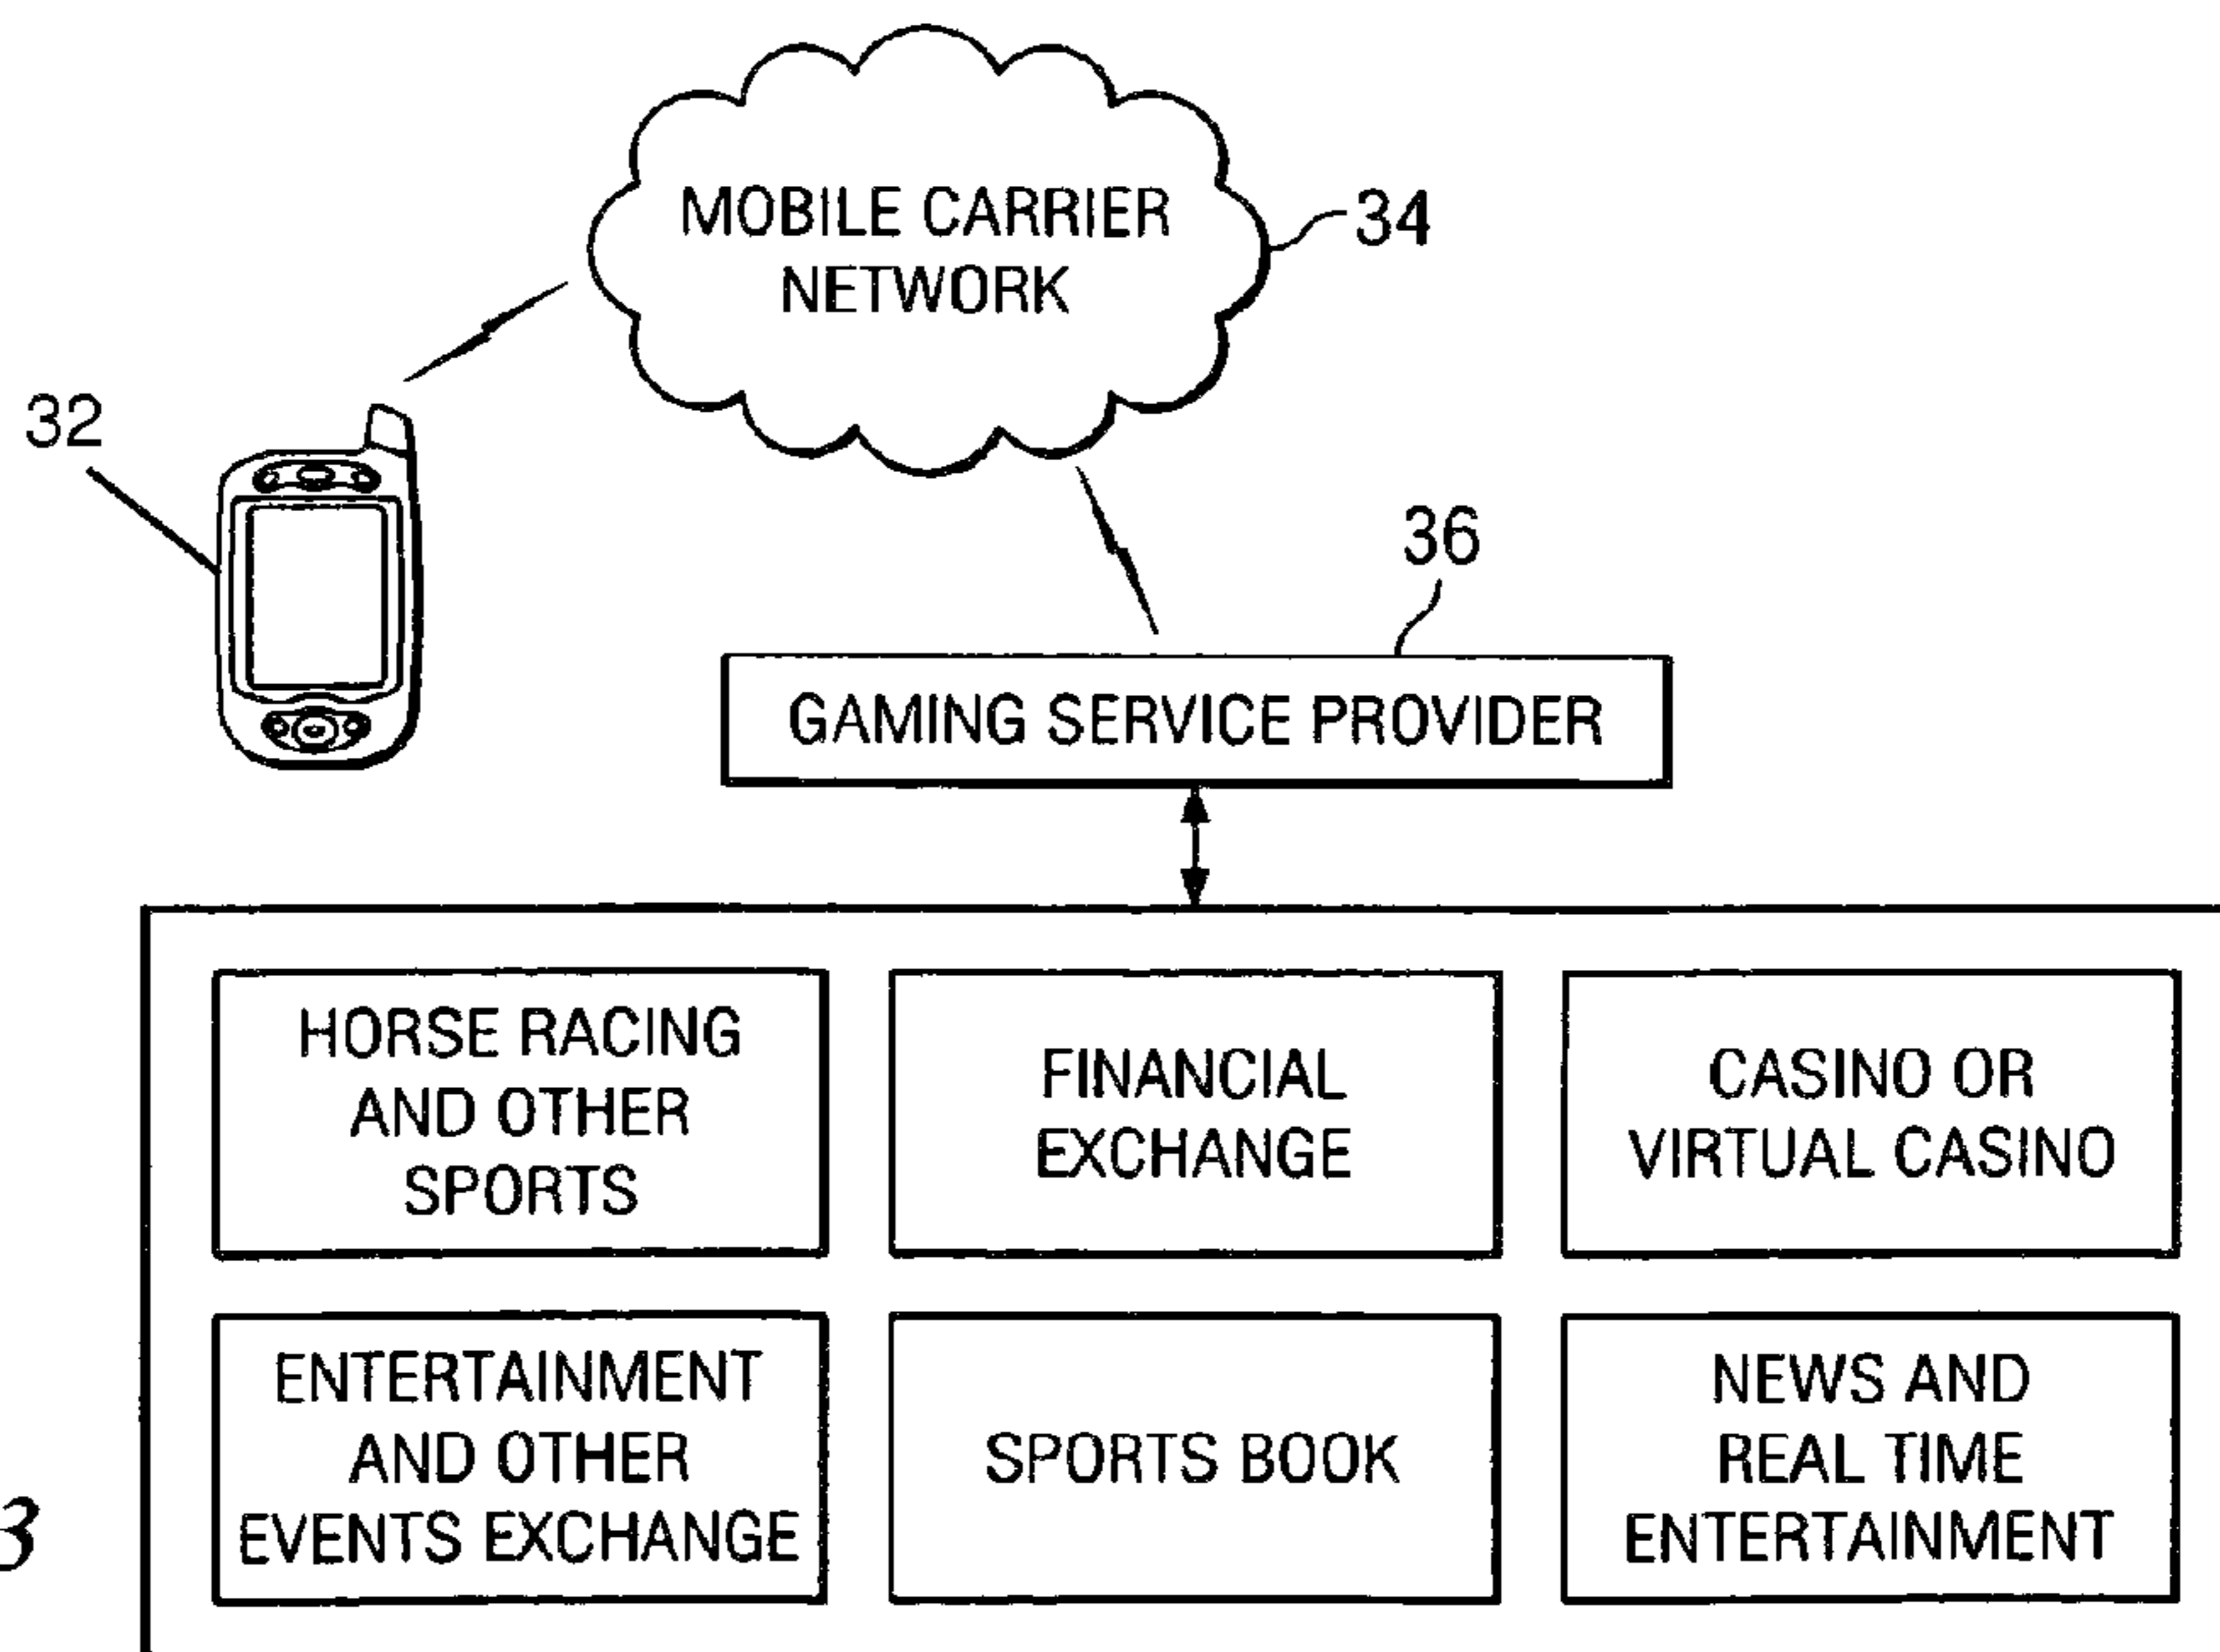 MOBILE CARRIER
NETWORK
34
32
36
GAMING SERVICE PROVIDER
HORSE RACING
AND OTHER
SPORTS
FINANCIAL
EXCHANGE
CASINO OR
VIRTUAL CASINO
ENTERTAINMENT
AND OTHER
EVENTS EXCHANGE
SPORTS BOOK
NEWS AND
REAL TIME
ENTERTAINMENT
3